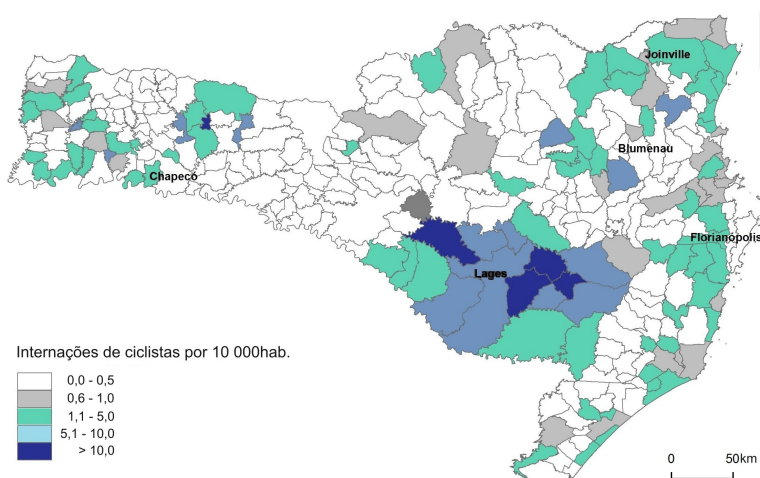 Joinville
Blumenau
Chapecó
Florianópolis
Lages
Internações de ciclistas por 10 000hab.
0,0 - 0,5
0,6 - 1,0
1,1 - 5,0
5,1 - 10,0
> 10,0
0 50km